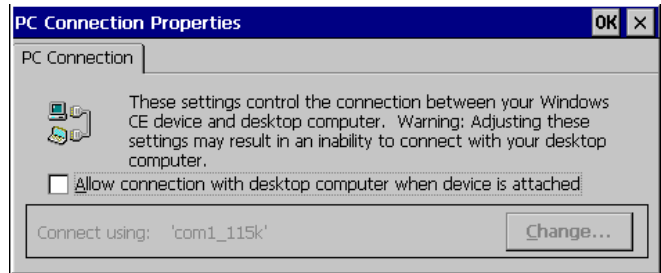 PC Connection Properties OK ×
PC Connection
These settings control the connection between your Windows
CE device and desktop computer. Warning: Adjusting these
settings may result in an inability to connect with your desktop
computer.
Allow connection with desktop computer when device is attached
Connect using: 'com1_115k' Change...